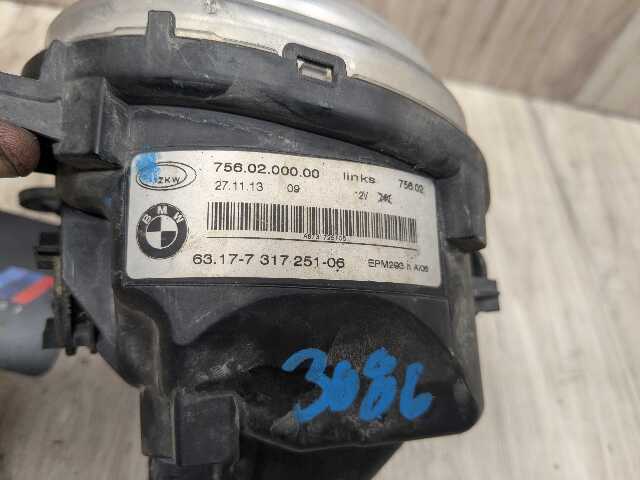 ZKW 756.02.000.00 links 756.02
27.11.13 09 12V
BMW
63.17-7 317 251-06
3086